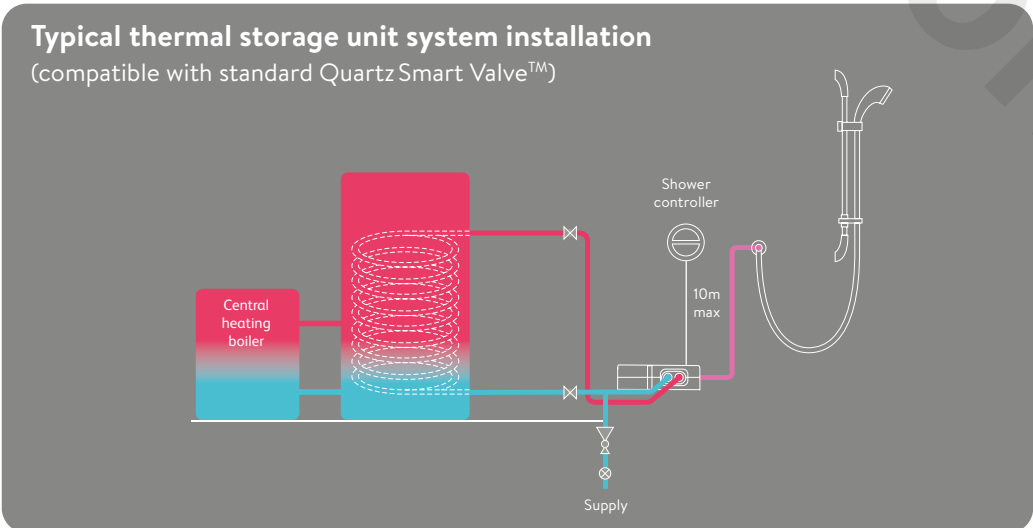 Typical thermal storage unit system installation
(compatible with standard Quartz Smart Valve™)
Shower
controller
10m
max
Central
heating
boiler
Supply